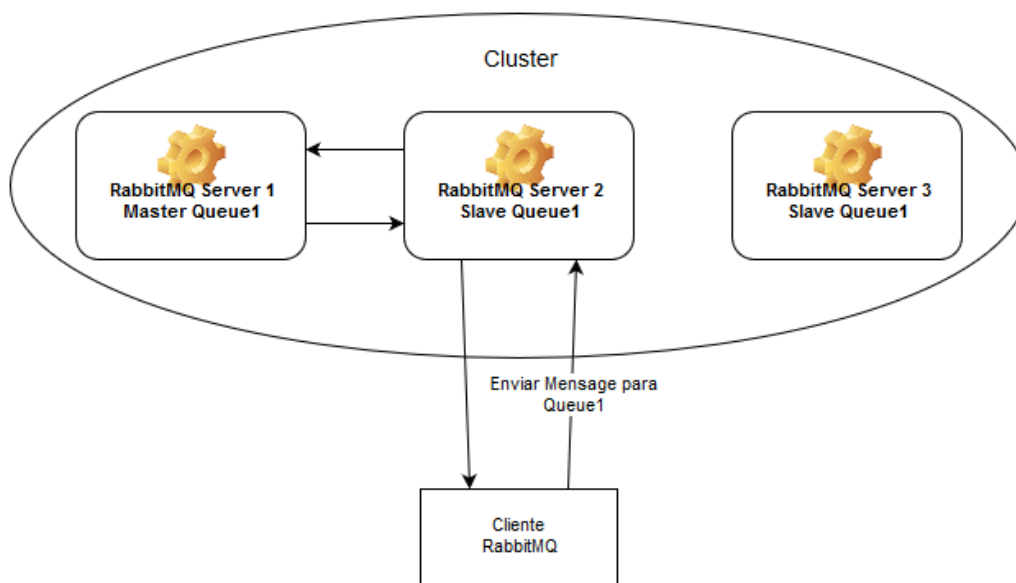 Cluster
RabbitMQ Server 1
Master Queue1
RabbitMQ Server 2
Slave Queue1
RabbitMQ Server 3
Slave Queue1
Enviar Mensage para
Queue1
Cliente
RabbitMQ